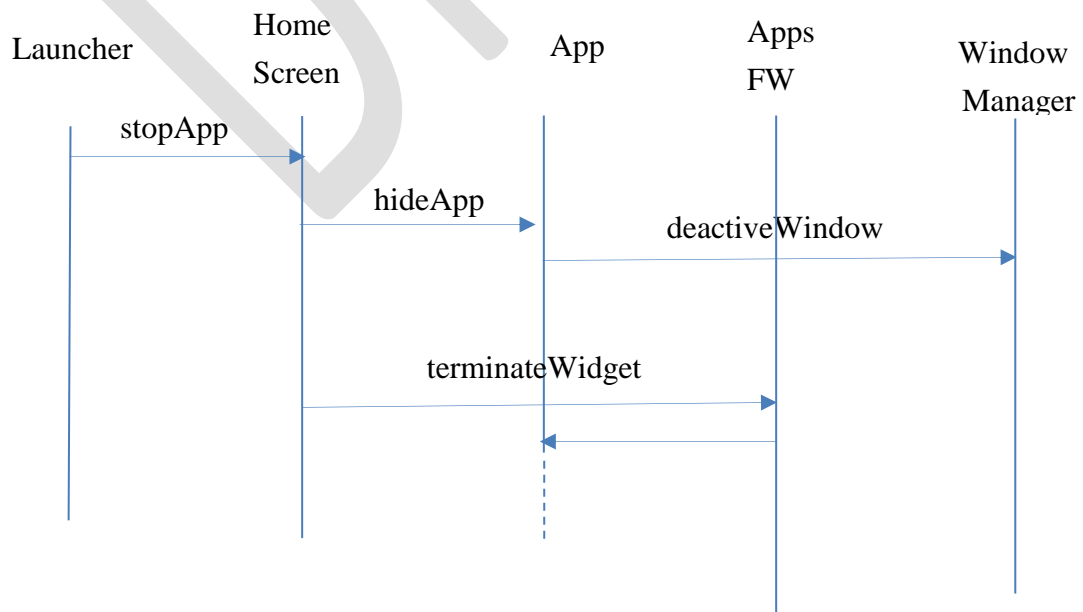 Launcher
Home
Screen
App
Apps
FW
Window
Manager
stopApp
hideApp
deactiveWindow
terminateWidget